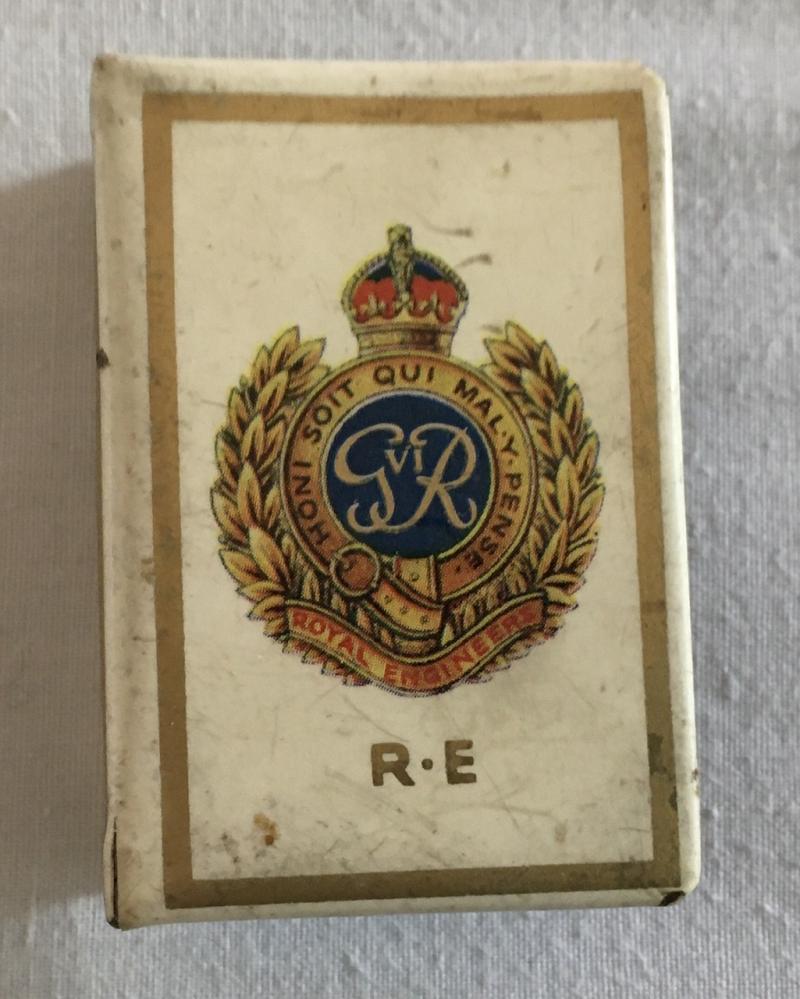 HONI SOIT QUI MAL·Y·PENSE·
GVIR
ROYAL ENGINEERS
R·E